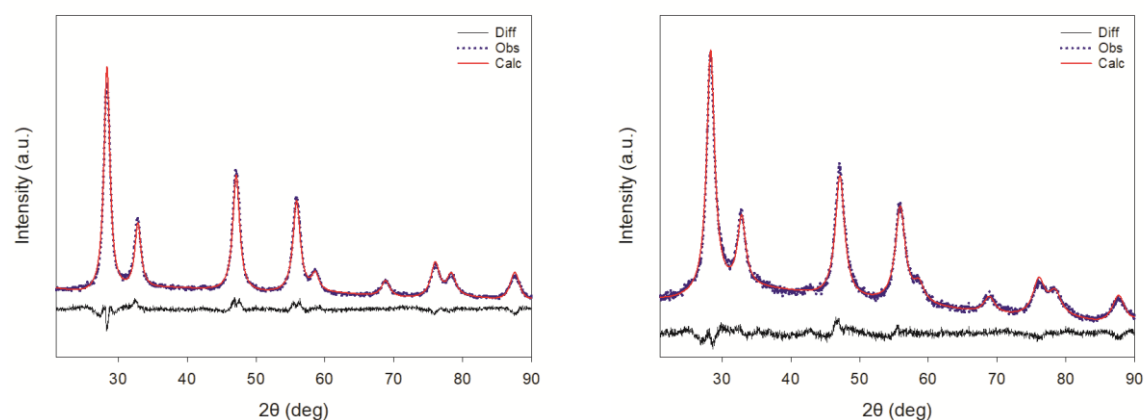 Diff
Obs
Calc
Intensity (a.u.)
30 40 50 60 70 80 90
2θ (deg)
Diff
Obs
Calc
Intensity (a.u.)
30 40 50 60 70 80 90
2θ (deg)